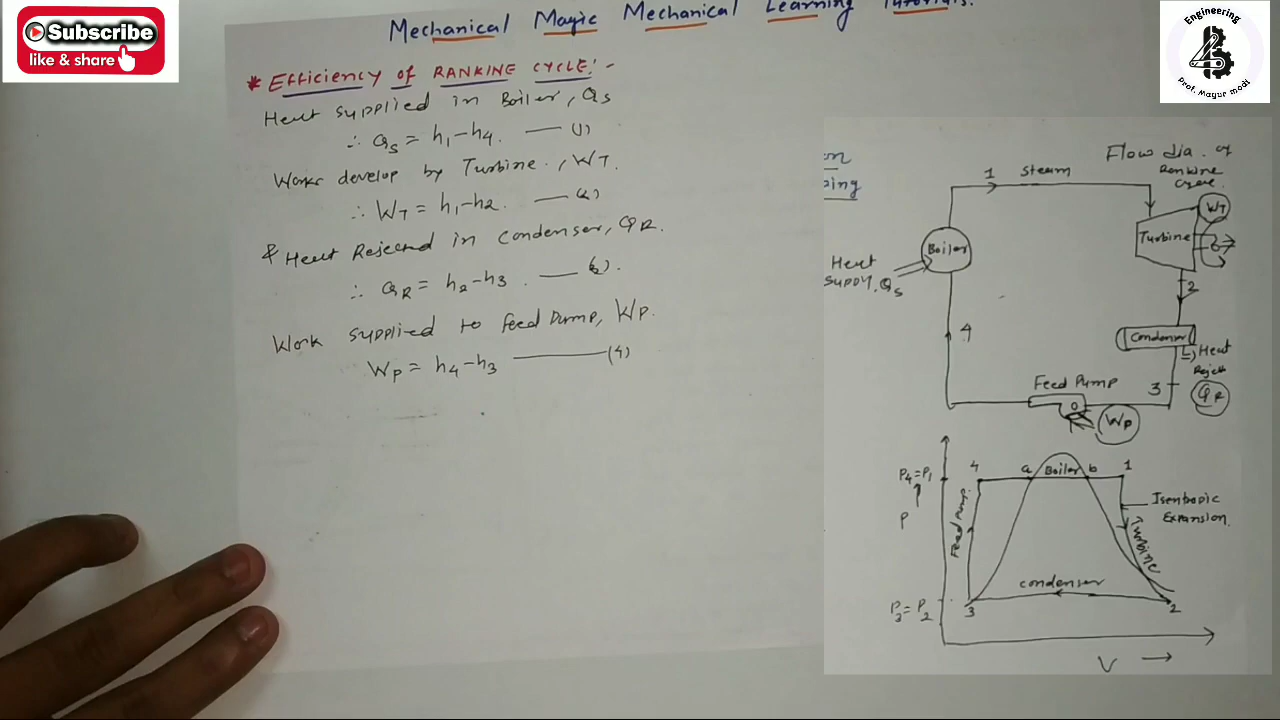 Subscribe
like & share
Mechanical Magic Mechanical Learning Tutorials.
* EFFICIENCY OF RANKINE CYCLE:-
Heat supplied in Boiler, Qs
∴ Qs = h1-h4. — (1)
Works develop by Turbine, WT.
∴ WT = h1-h2. — (2)
& Heat Rejected in Condenser, QR.
∴ QR = h2-h3. — (3).
Work supplied to feed Pump, WP.
WP = h4-h3 — (4)
Engineering
Prof. Mayur modi
Flow dia. of
Rankine
Cycle.
1 Steam
WT
Boiler
Turbine
Heat
Supply, Qs
2
4
Condenser
Heat
Reject
QR
3
Feed Pump
WP
P4=P1
4 a Boiler b 1
P
Feed Pump
Isentropic
Expansion.
Turbine
condenser
P3=P2
3
2
V